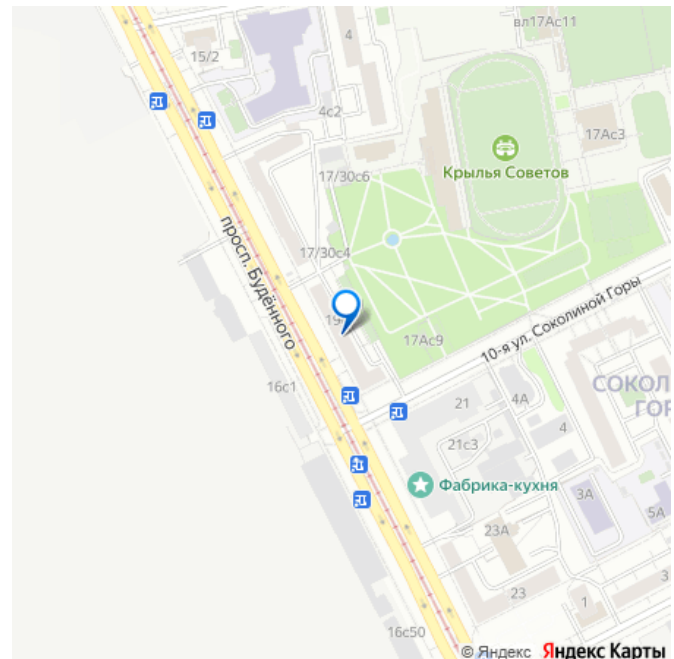 вл17Ас11
4
15/2
4с2
17Ас3
Крылья Советов
17/30с6
просп. Будённого
17/30с4
10-я ул. Соколиной Горы
17Ас9
16с1
СОКОЛ
ГОР
21
4А
4
21с3
Фабрика-кухня
3А
5А
23А
23
1
3
16с50
© Яндекс Яндекс Карты